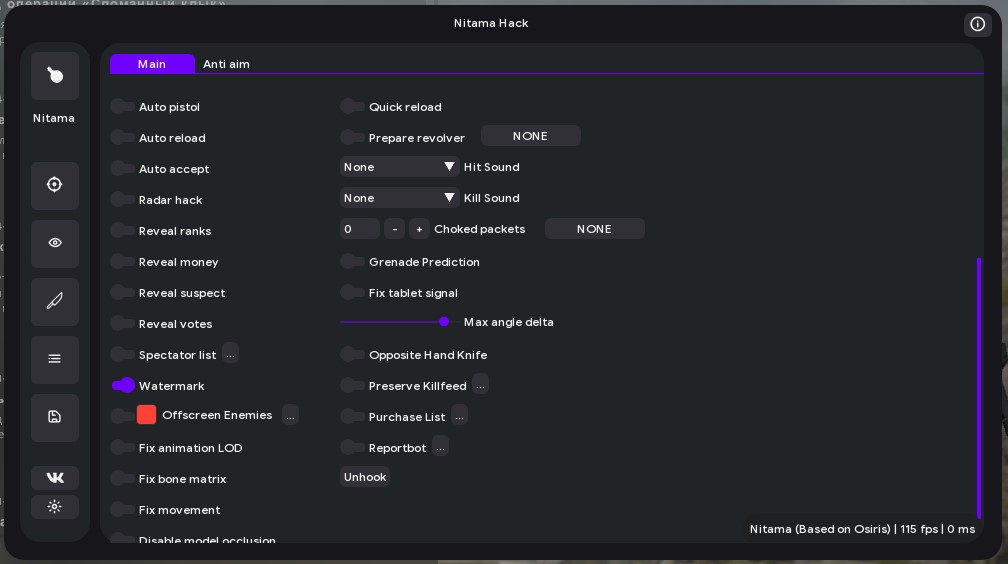 операции «Сломанный клык»
Nitama Hack
Nitama
Main Anti aim
Auto pistol
Auto reload
Auto accept
Radar hack
Reveal ranks
Reveal money
Reveal suspect
Reveal votes
Spectator list ...
Watermark
Offscreen Enemies ...
Fix animation LOD
Fix bone matrix
Fix movement
Disable model occlusion
Quick reload
Prepare revolver NONE
None Hit Sound
None Kill Sound
0 - + Choked packets NONE
Grenade Prediction
Fix tablet signal
Max angle delta
Opposite Hand Knife
Preserve Killfeed ...
Purchase List ...
Reportbot ...
Unhook
Nitama (Based on Osiris) | 115 fps | 0 ms